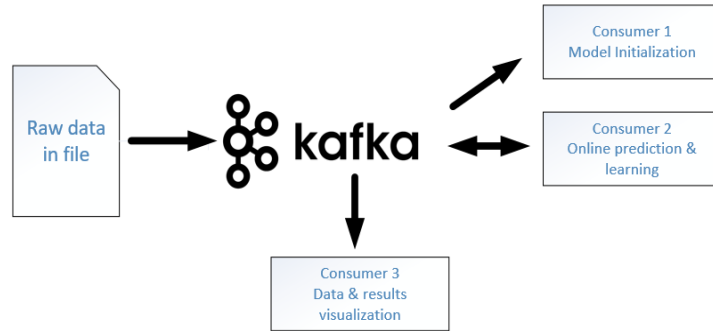 Raw data
in file
kafka
Consumer 1
Model Initialization
Consumer 2
Online prediction &
learning
Consumer 3
Data & results
visualization